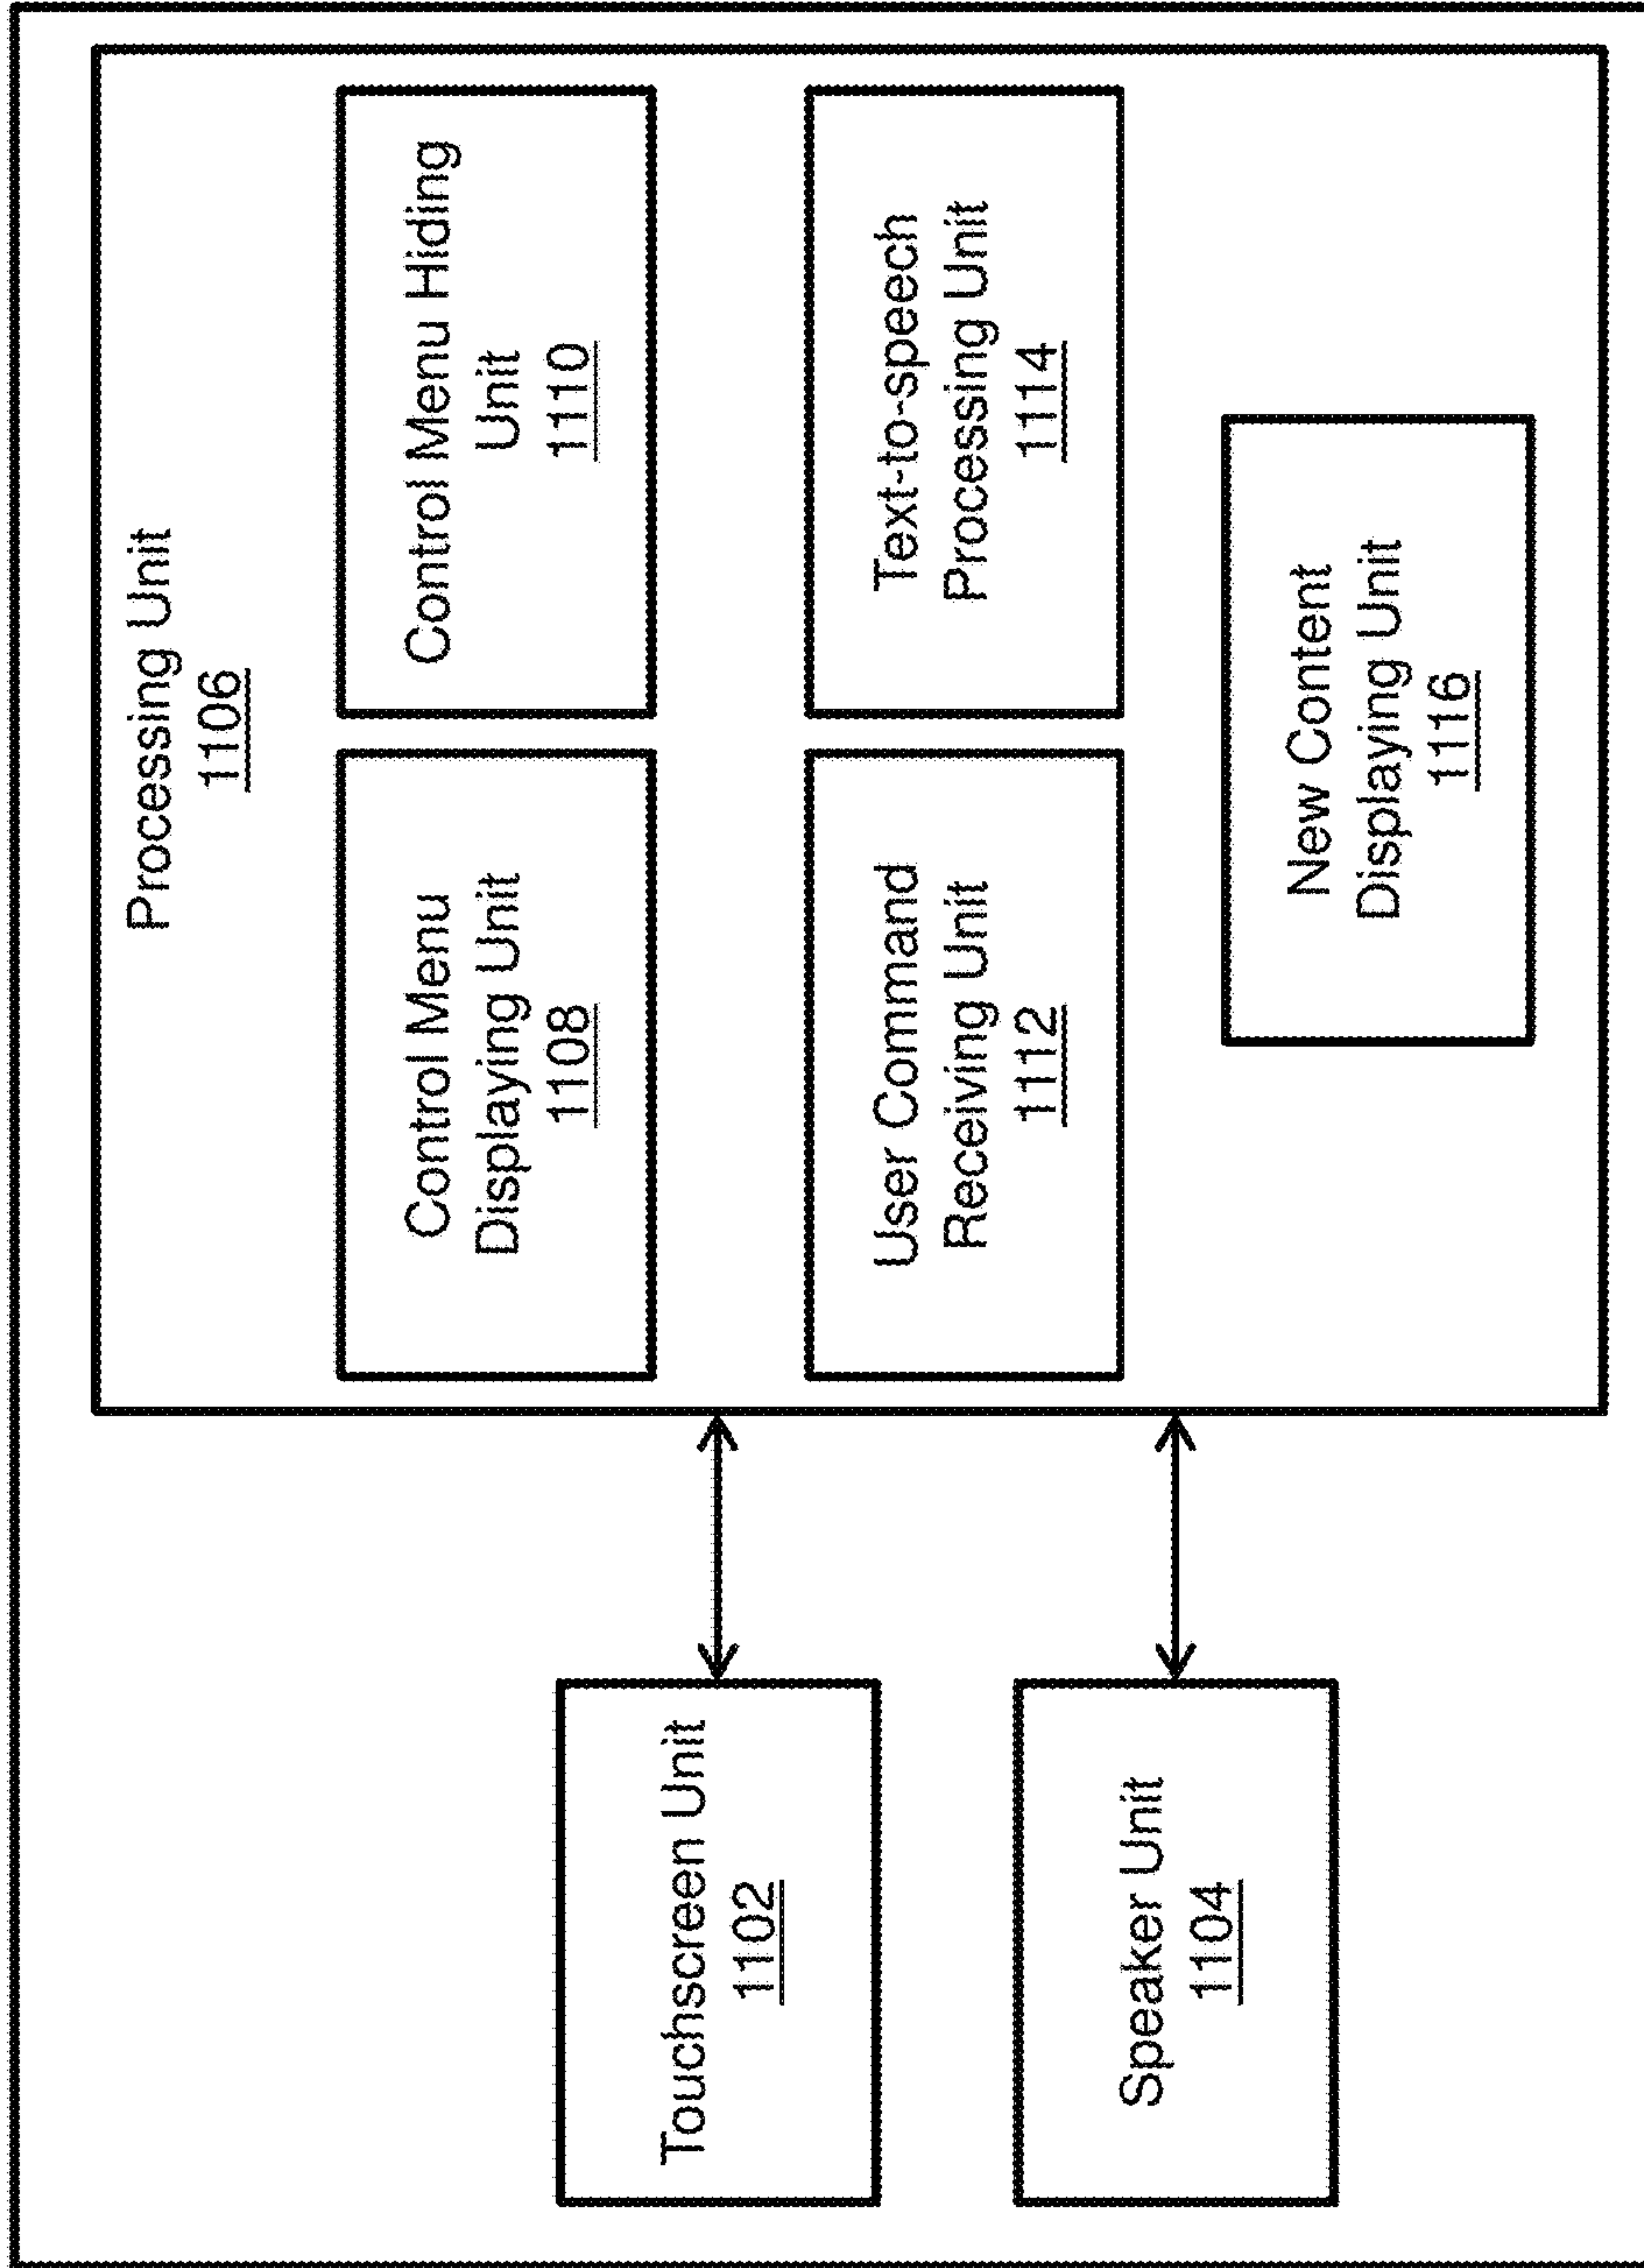 Processing Unit
1106
Touchscreen Unit
1102
Speaker Unit
1104
Control Menu
Displaying Unit
1108
Control Menu Hiding
Unit
1110
User Command
Receiving Unit
1112
Text-to-speech
Processing Unit
1114
New Content
Displaying Unit
1116